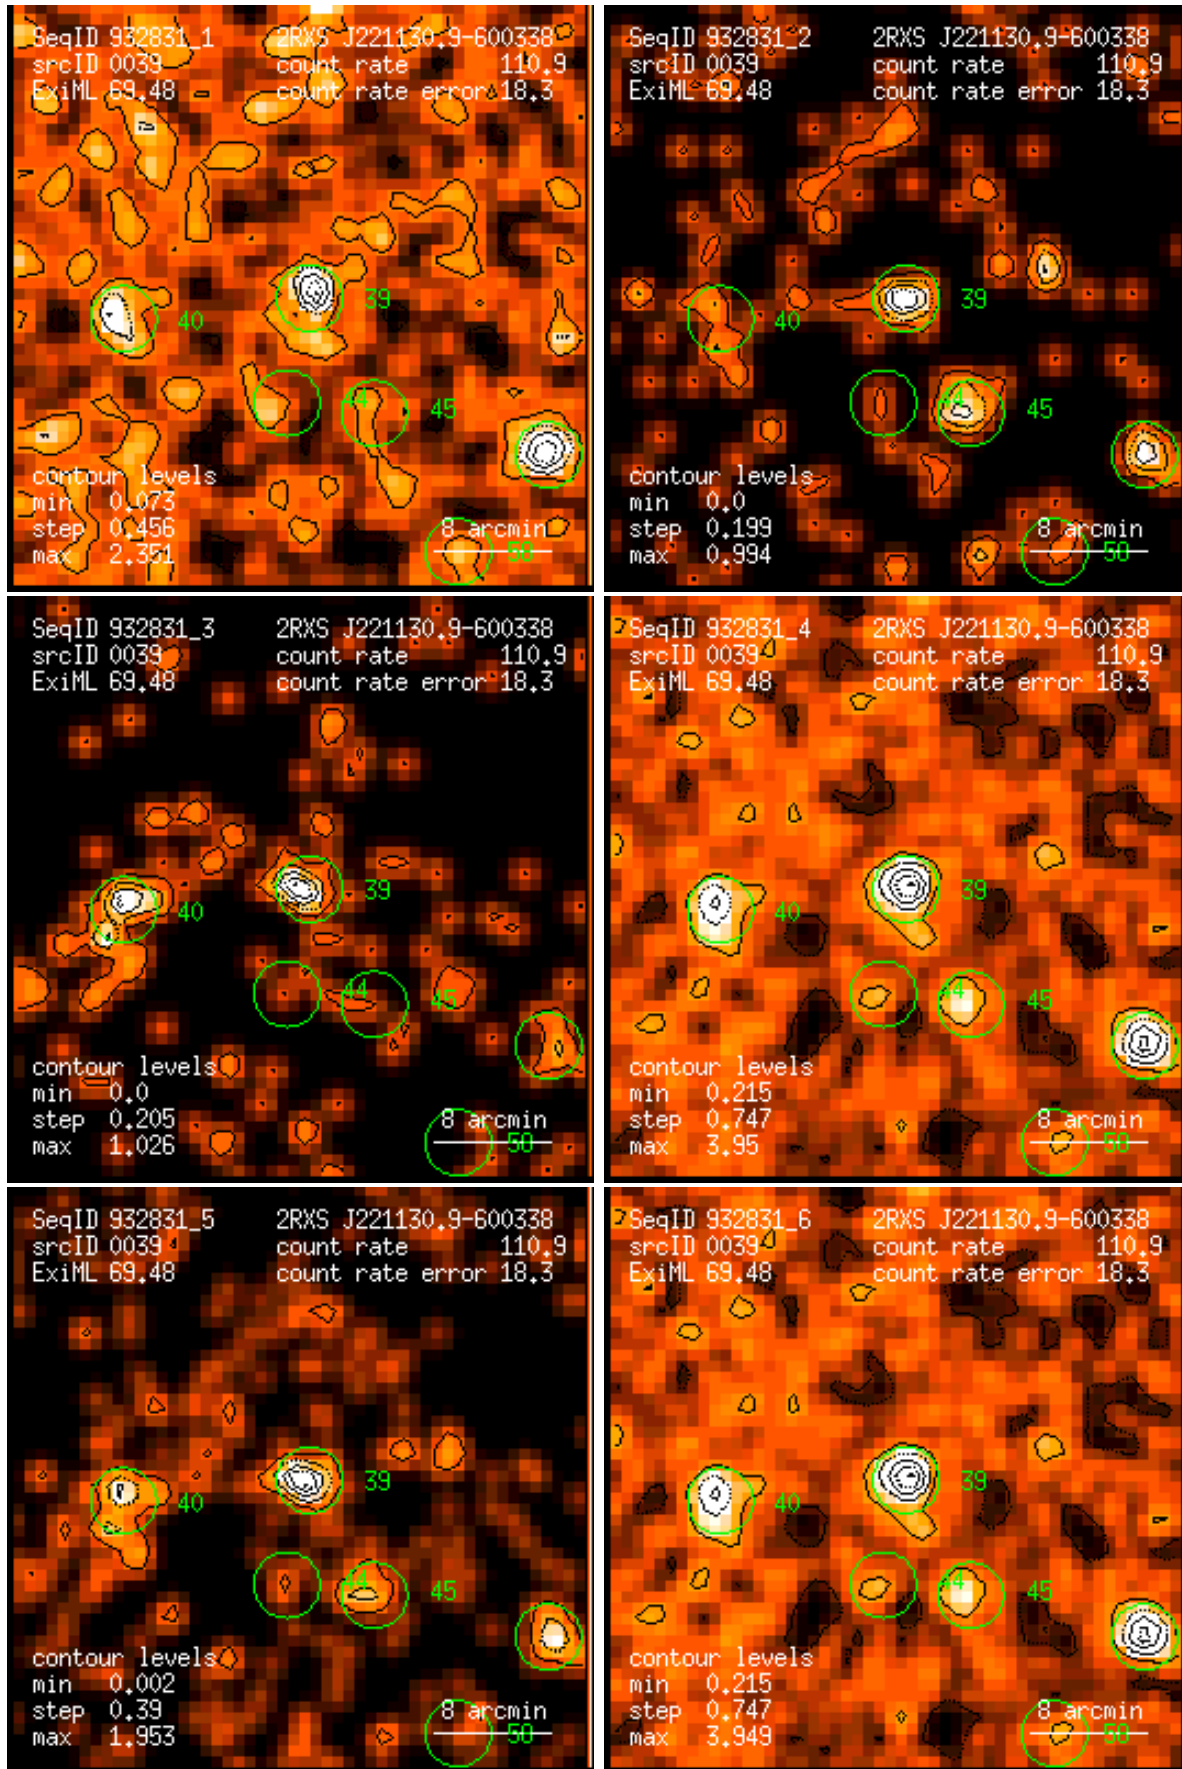 SeqID 932831_1 2RXS J221130.9-600338
srcID 0039 count rate 110.9
ExiML 69.48 count rate error 18.3
39
40
44 45
contour levels
min 0.073
step 0.456 8 arcmin
max 2.351 50
SeqID 932831_2 2RXS J221130.9-600338
srcID 0039 count rate 110.9
ExiML 69.48 count rate error 18.3
39
40
44 45
contour levels
min 0.0
step 0.199 8 arcmin
max 0.994 50
SeqID 932831_3 2RXS J221130.9-600338
srcID 0039 count rate 110.9
ExiML 69.48 count rate error 18.3
39
40
44 45
contour levels
min 0.0
step 0.205 8 arcmin
max 1.026 50
SeqID 932831_4 2RXS J221130.9-600338
srcID 0039 count rate 110.9
ExiML 69.48 count rate error 18.3
39
40
44 45
contour levels
min 0.215
step 0.747 8 arcmin
max 3.95 50
SeqID 932831_5 2RXS J221130.9-600338
srcID 0039 count rate 110.9
ExiML 69.48 count rate error 18.3
39
40
44 45
contour levels
min 0.002
step 0.39 8 arcmin
max 1.953 50
SeqID 932831_6 2RXS J221130.9-600338
srcID 0039 count rate 110.9
ExiML 69.48 count rate error 18.3
39
40
44 45
contour levels
min 0.215
step 0.747 8 arcmin
max 3.949 50